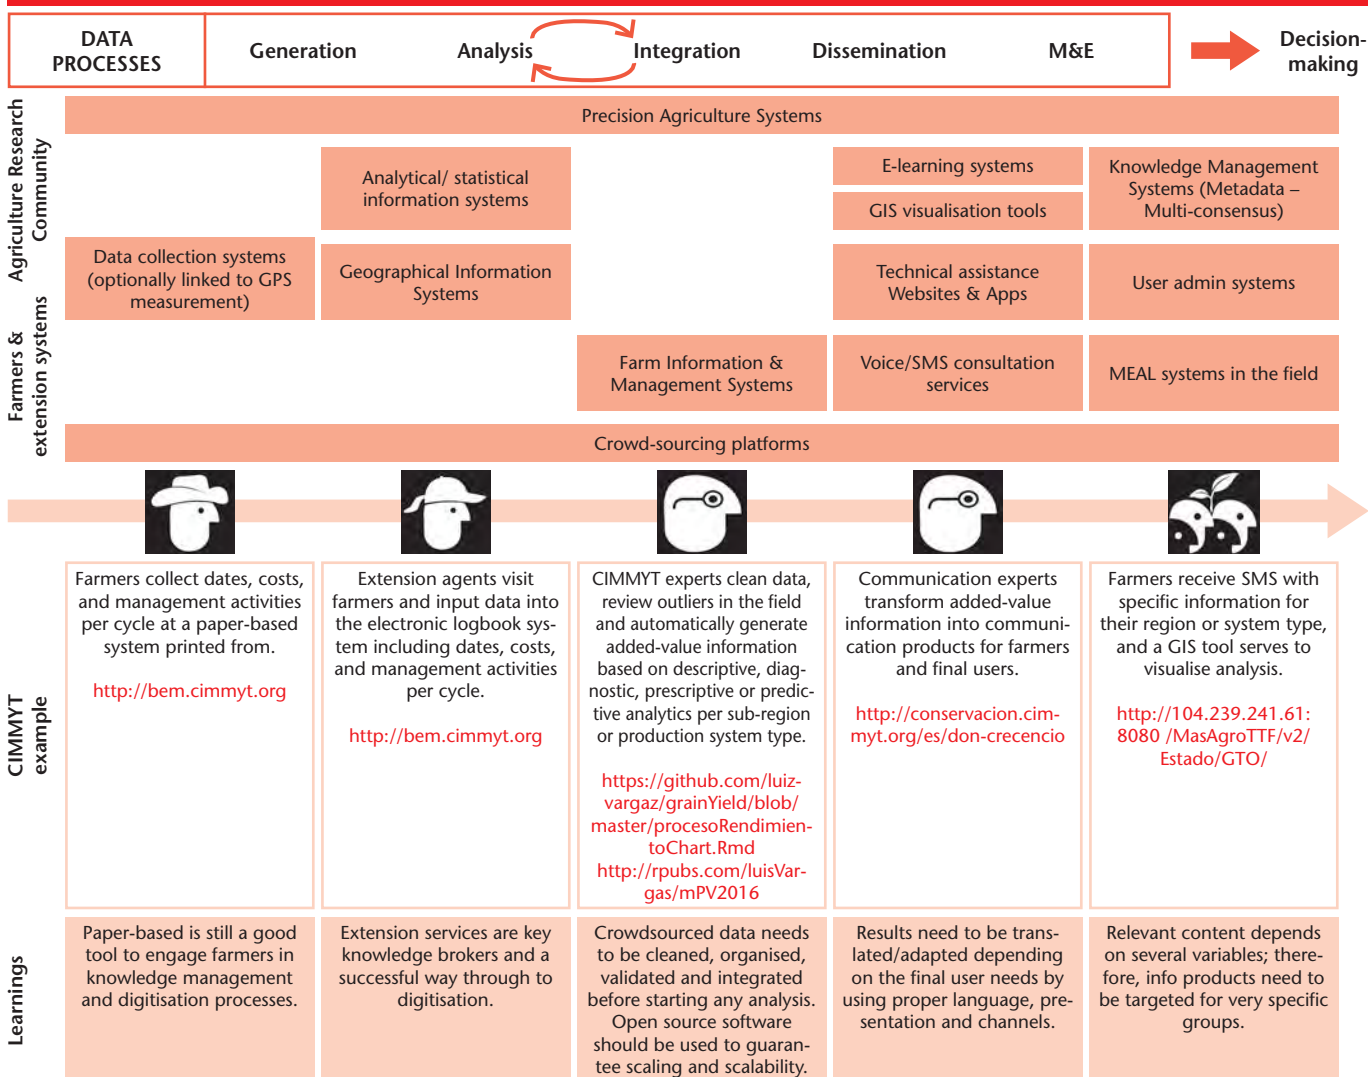 DATA
PROCESSES
Generation
Analysis
Integration
Dissemination
M&E
Decision-
making
Agriculture Research
Community
Precision Agriculture Systems
Analytical/ statistical
information systems
E-learning systems
GIS visualisation tools
Knowledge Management
Systems (Metadata –
Multi-consensus)
Data collection systems
(optionally linked to GPS
measurement)
Geographical Information
Systems
Technical assistance
Websites & Apps
User admin systems
Farmers &
extension systems
Farm Information &
Management Systems
Voice/SMS consultation
services
MEAL systems in the field
Crowd-sourcing platforms
CIMMYT
example
Farmers collect dates, costs,
and management activities
per cycle at a paper-based
system printed from.
http://bem.cimmyt.org
Extension agents visit
farmers and input data into
the electronic logbook sys-
tem including dates, costs,
and management activities
per cycle.
http://bem.cimmyt.org
CIMMYT experts clean data,
review outliers in the field
and automatically generate
added-value information
based on descriptive, diag-
nostic, prescriptive or predic-
tive analytics per sub-region
or production system type.
https://github.com/luiz-
vargaz/grainYield/blob/
master/procesoRendimien-
toChart.Rmd
http://rpubs.com/luisVar-
gas/mPV2016
Communication experts
transform added-value
information into communi-
cation products for farmers
and final users.
http://conservacion.cim-
myt.org/es/don-crecencio
Farmers receive SMS with
specific information for
their region or system type,
and a GIS tool serves to
visualise analysis.
http://104.239.241.61:
8080 /MasAgroTTF/v2/
Estado/GTO/
Learnings
Paper-based is still a good
tool to engage farmers in
knowledge management
and digitisation processes.
Extension services are key
knowledge brokers and a
successful way through to
digitisation.
Crowdsourced data needs
to be cleaned, organised,
validated and integrated
before starting any analysis.
Open source software
should be used to guaran-
tee scaling and scalability.
Results need to be trans-
lated/adapted depending
on the final user needs by
using proper language, pre-
sentation and channels.
Relevant content depends
on several variables; there-
fore, info products need to
be targeted for very specific
groups.